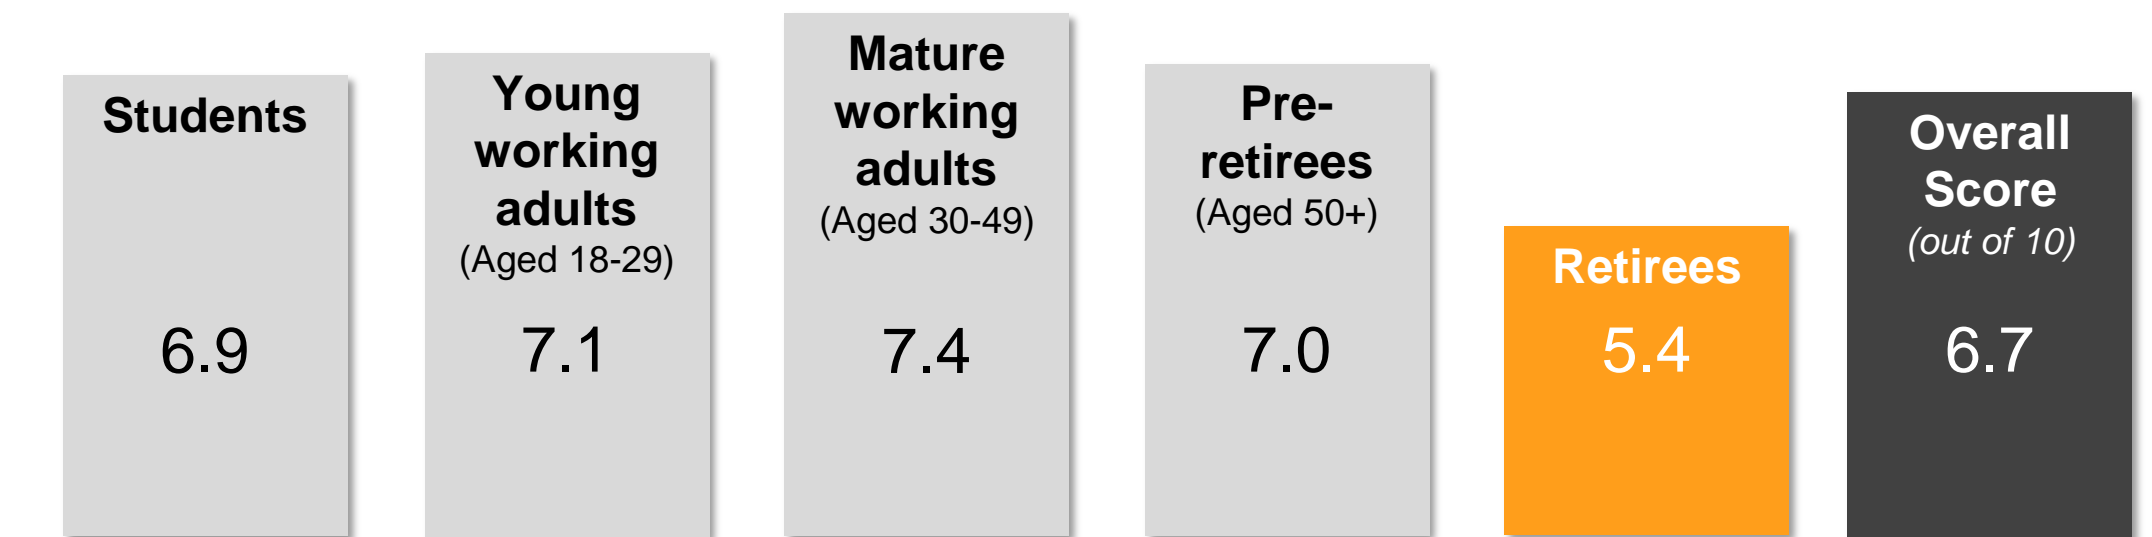 Students
6.9
Young
working
adults
(Aged 18-29)
7.1
Mature
working
adults
(Aged 30-49)
7.4
Pre-
retirees
(Aged 50+)
7.0
Retirees
5.4
Overall
Score
(out of 10)
6.7